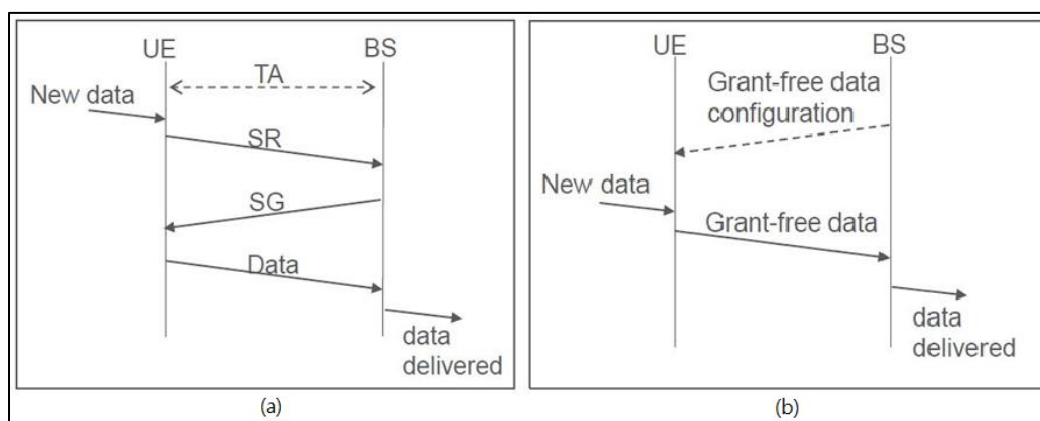 UE
BS
TA
New data
SR
SG
Data
data
delivered
(a)
UE
BS
Grant-free data
configuration
New data
Grant-free data
data
delivered
(b)